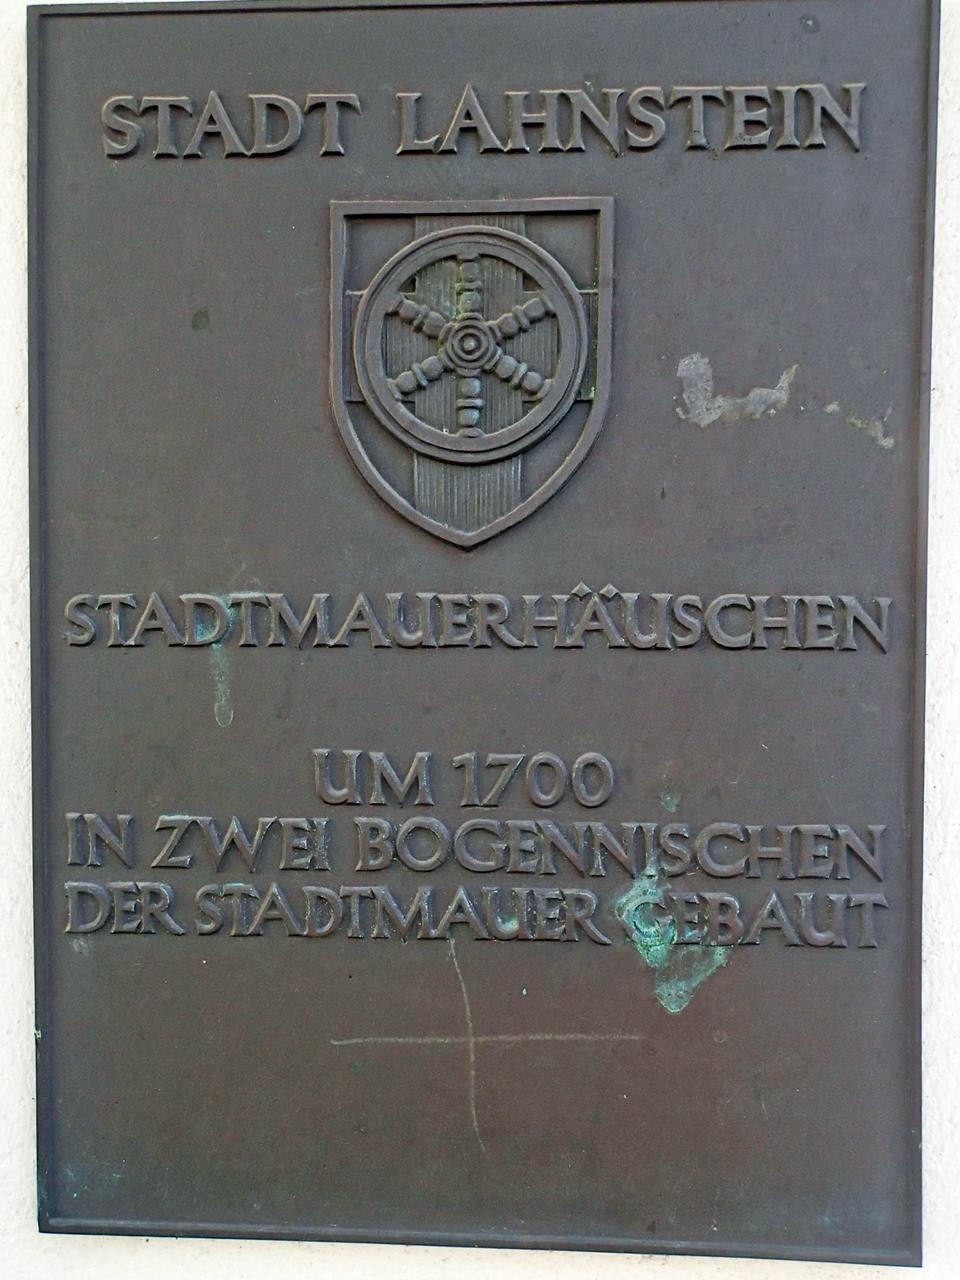 STADT LAHNSTEIN
STADTMAUERHÄUSCHEN
UM 1700
IN ZWEI BOGENNISCHEN
DER STADTMAUER GEBAUT